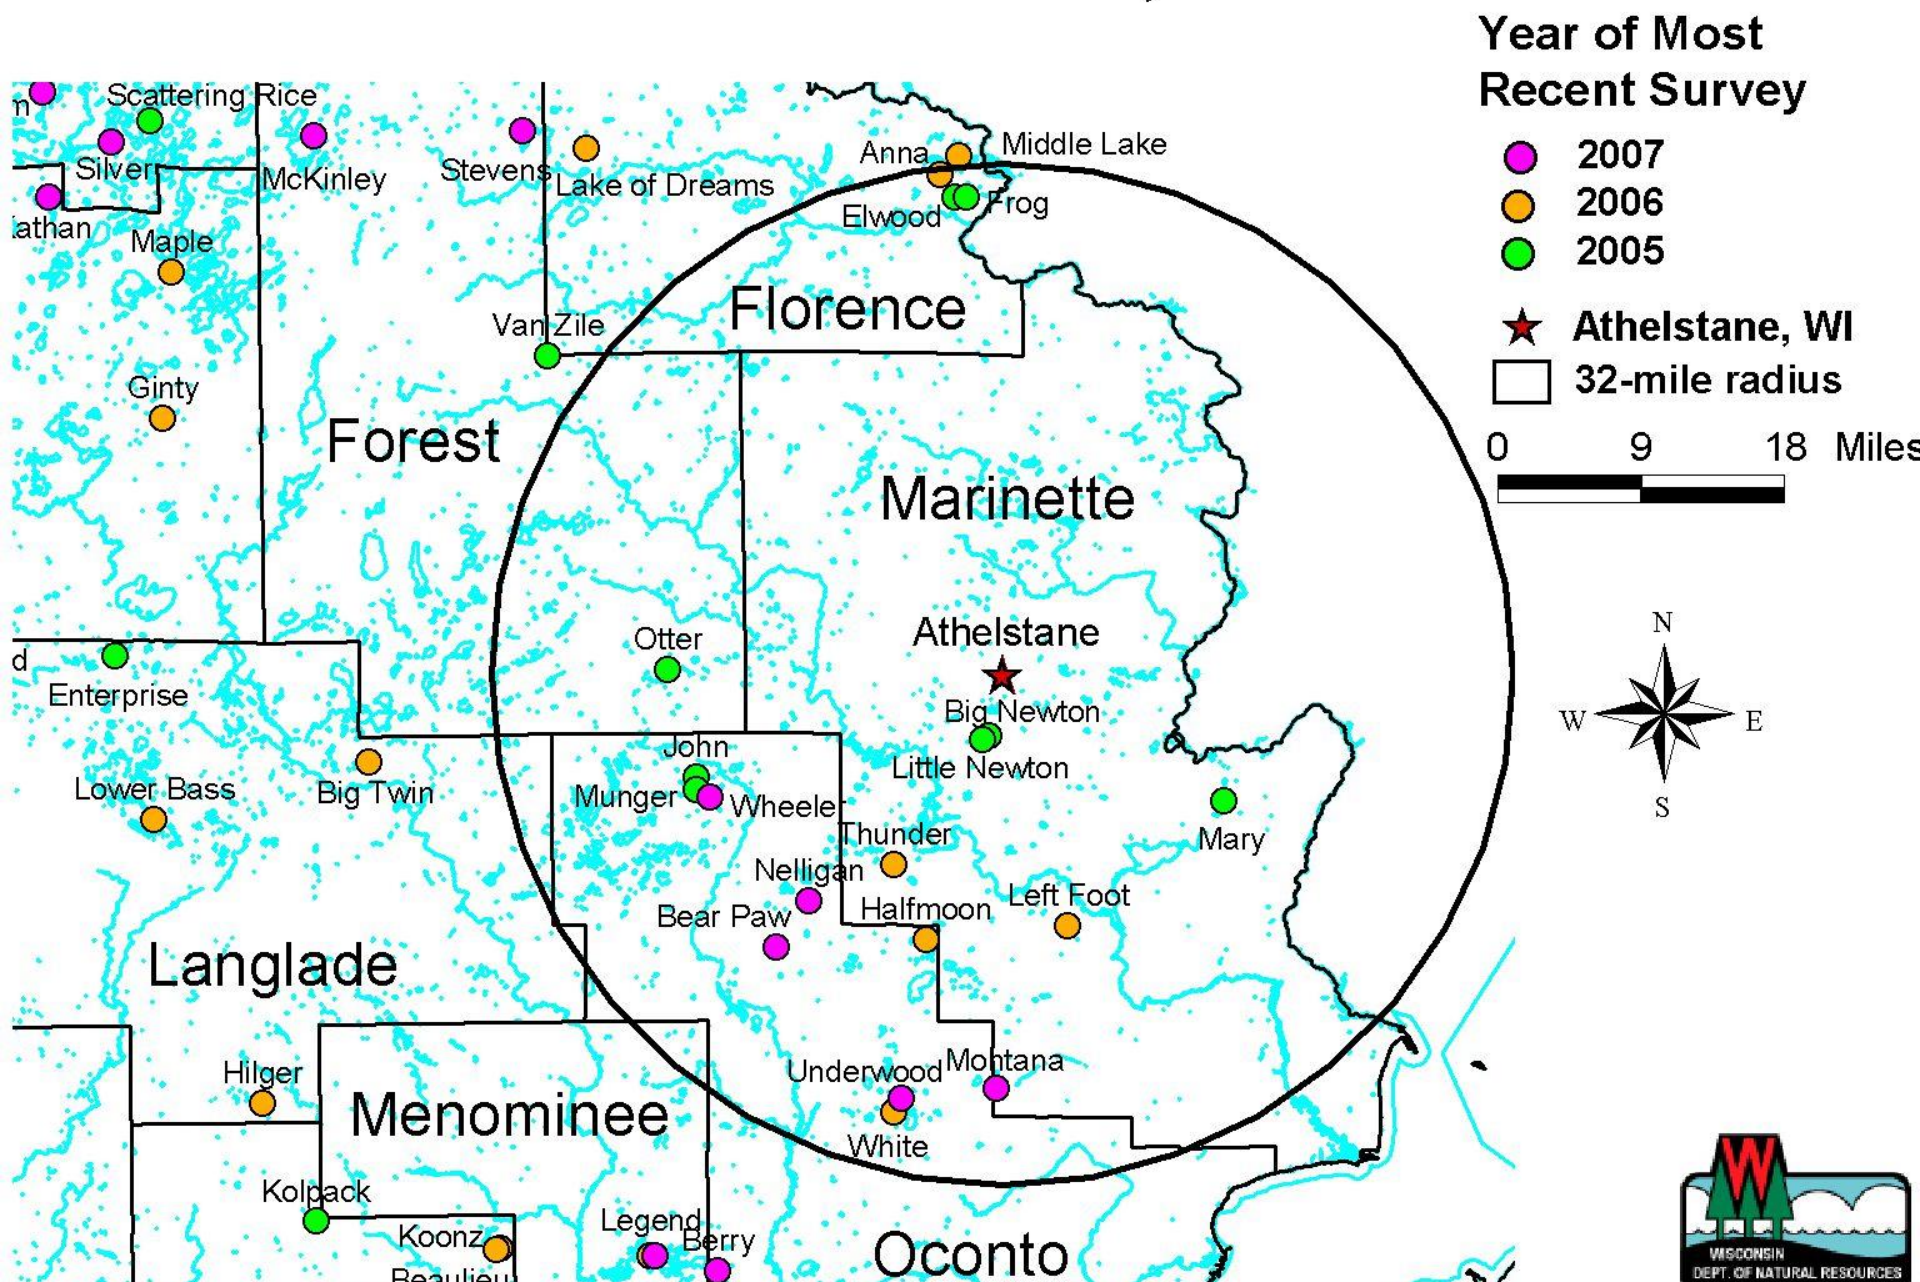 Year of Most
Recent Survey
2007
2006
2005
Athelstane, WI
32-mile radius
0 9 18 Miles
N
W E
S
m
Scattering Rice
Silver
McKinley
Stevens
Lake of Dreams
Anna
Middle Lake
Elwood
Frog
athan
Maple
Van Zile
Florence
Ginty
Forest
Marinette
Otter
Athelstane
d
Enterprise
Big Newton
John
Little Newton
Lower Bass
Big Twin
Munger
Wheeler
Thunder
Mary
Nelligan
Bear Paw
Halfmoon
Left Foot
Langlade
Hilger
Menominee
Underwood
Montana
White
Kolpack
Koonz
Legend
Berry
Beaulieu
Oconto
W
WISCONSIN
DEPT. OF NATURAL RESOURCES